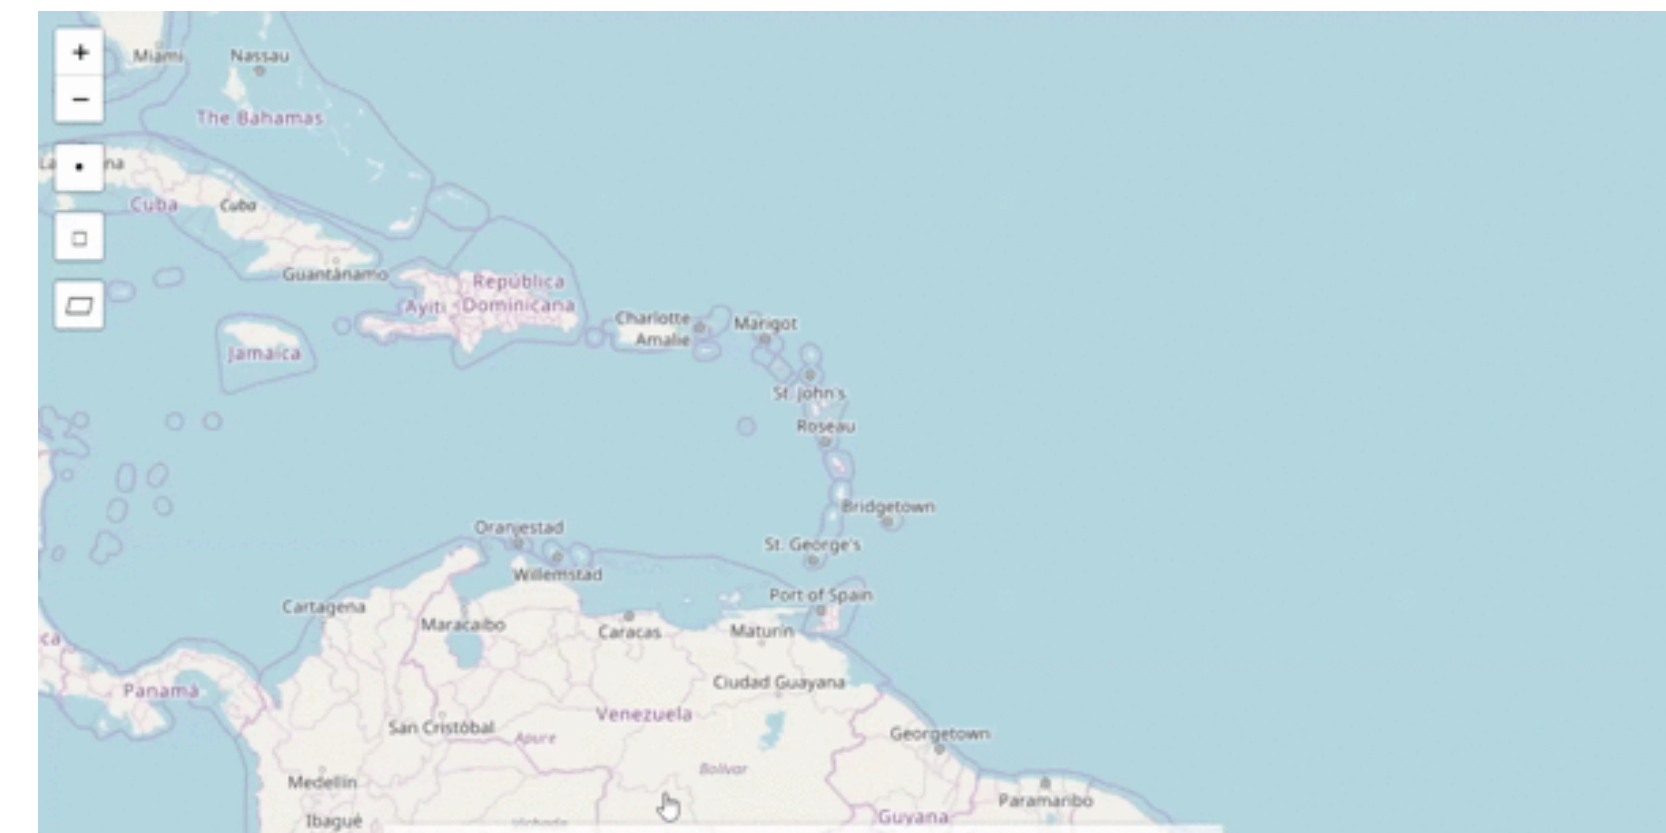 +
Miami
Nassau
−
The Bahamas
Cuba
Cuba
Guantánamo
República
Ayiti
Dominicana
Charlotte
Amalie
Marigot
Jamaica
St. John's
Roseau
Bridgetown
Oranjestad
St. George's
Willemstad
Port of Spain
Cartagena
Maracaibo
Caracas
Maturín
Panamá
Ciudad Guayana
Venezuela
San Cristóbal
Apure
Georgetown
Bolívar
Medellín
Paramaribo
Guyana
Ibagué